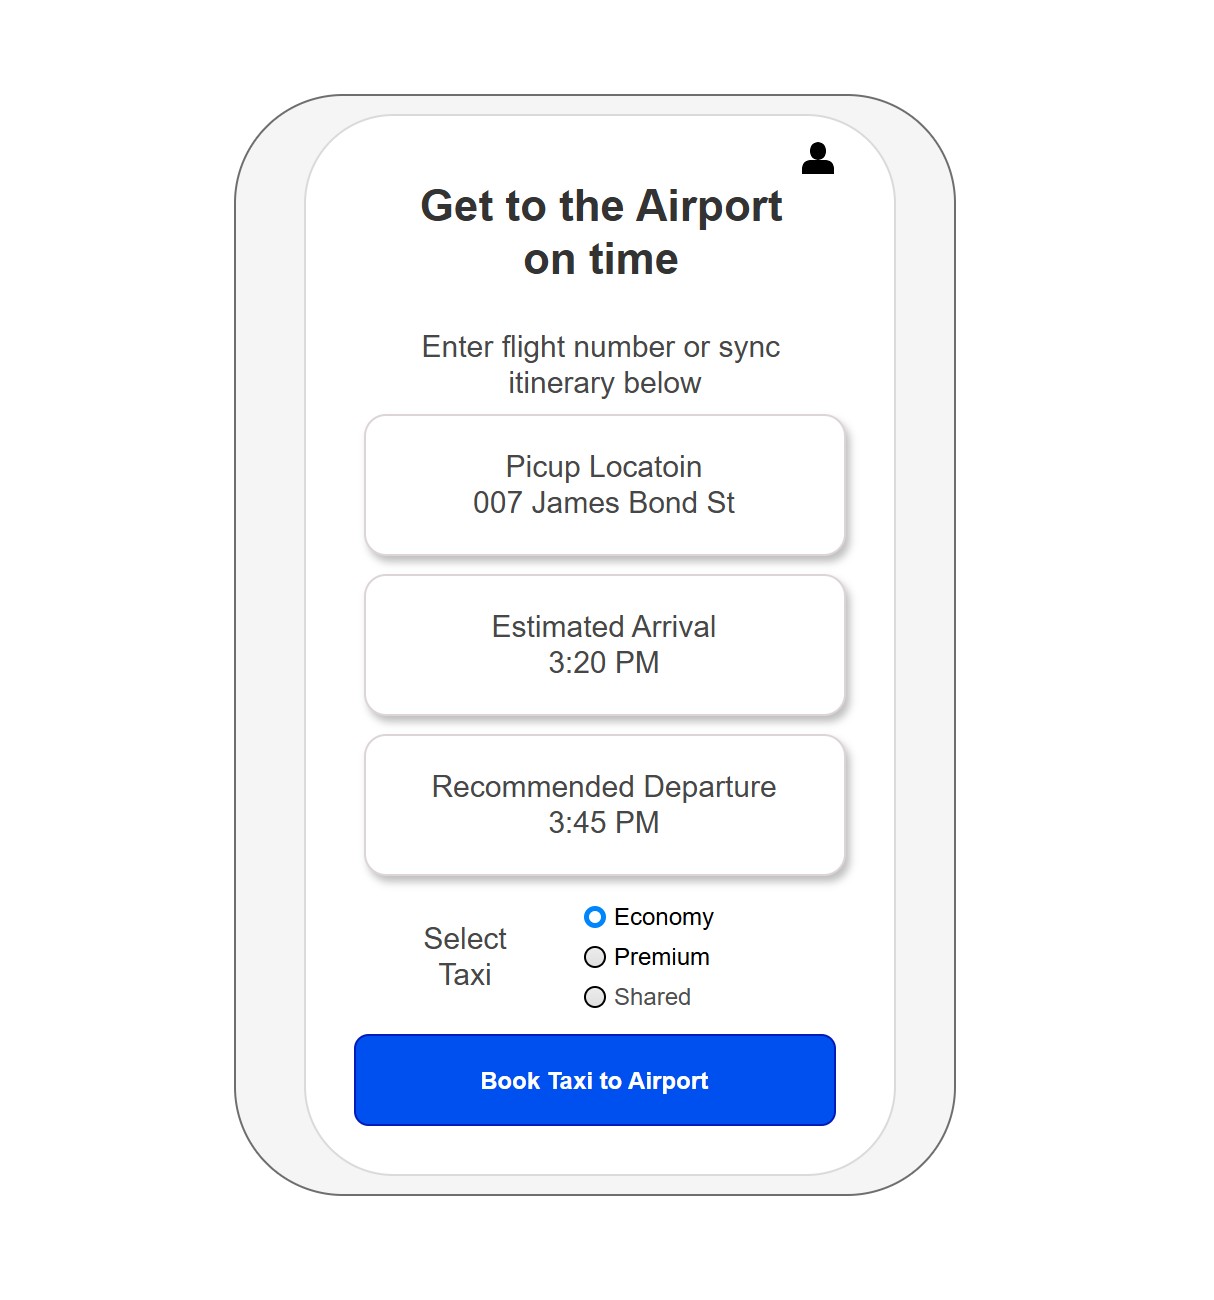 Get to the Airport
on time
Enter flight number or sync
itinerary below
Picup Locatoin
007 James Bond St
Estimated Arrival
3:20 PM
Recommended Departure
3:45 PM
Select
Taxi
Economy
Premium
Shared
Book Taxi to Airport